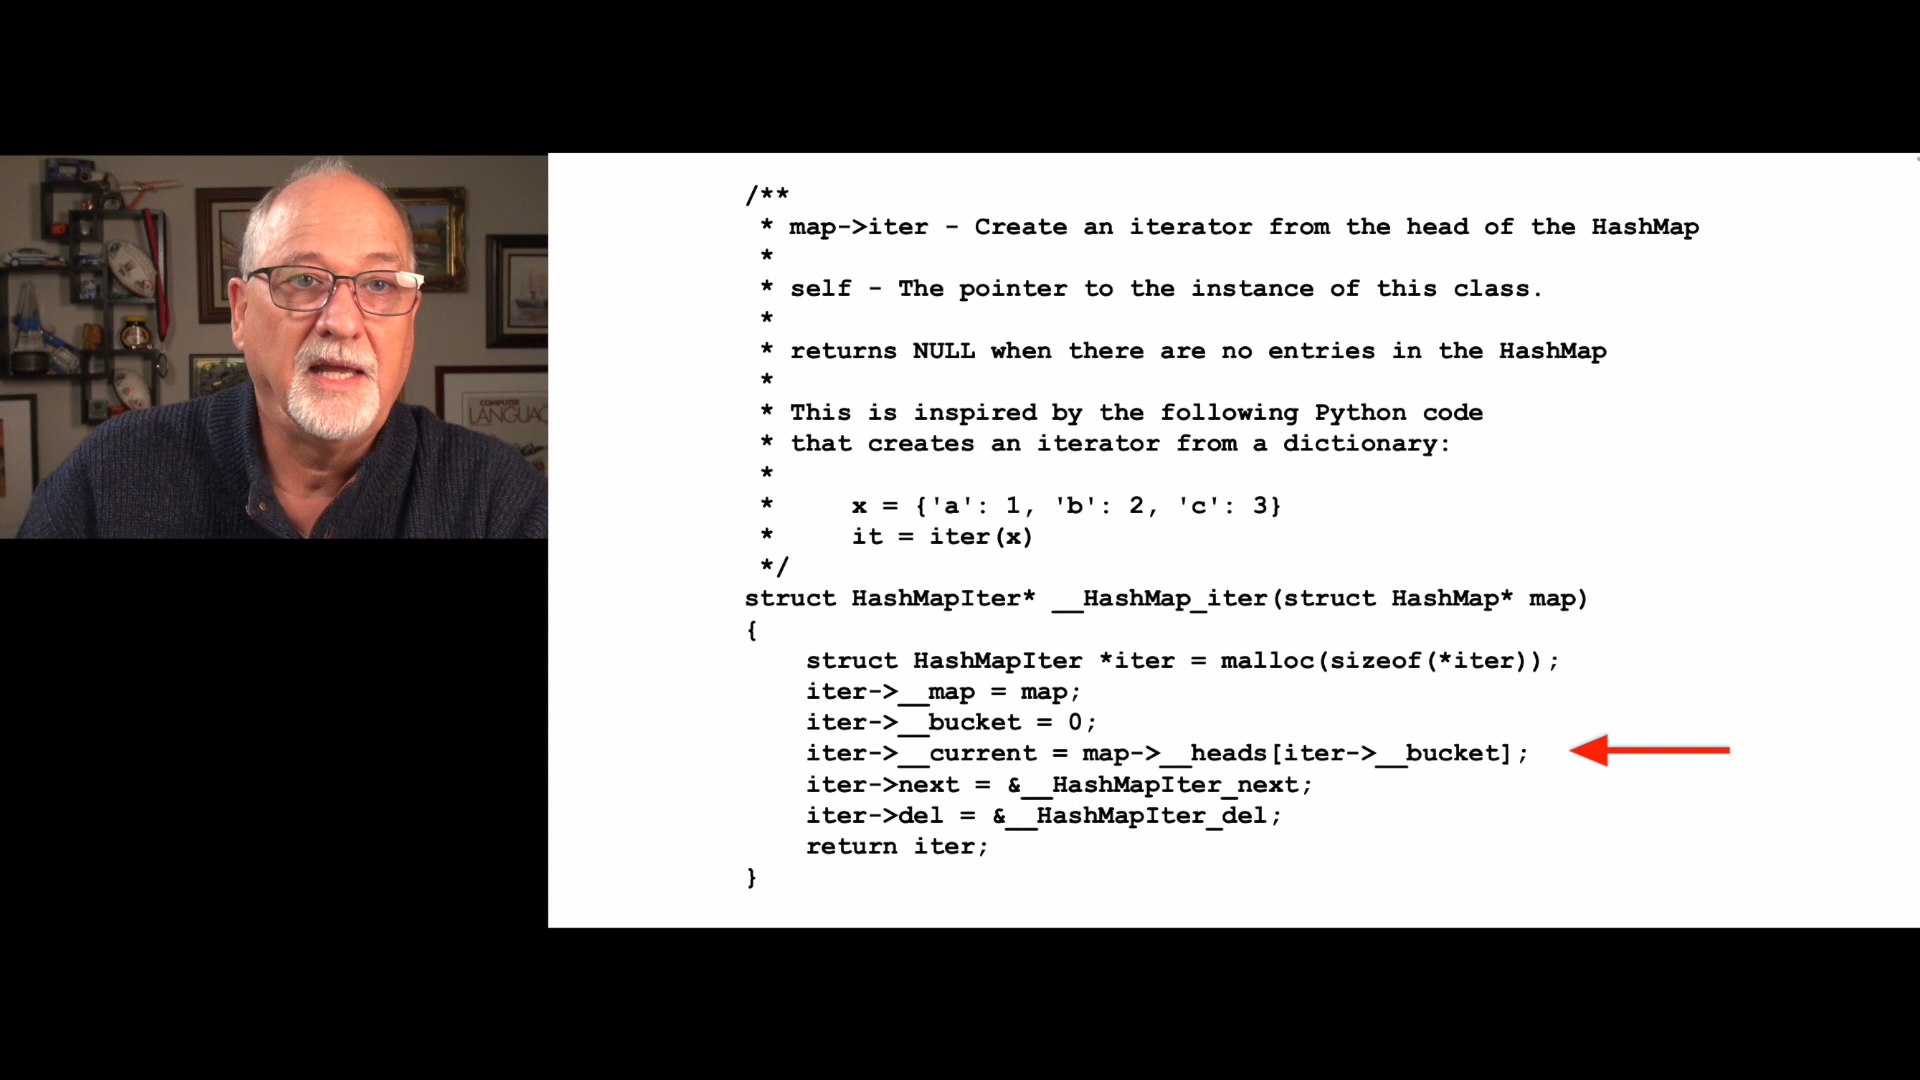 COMPUTER
LANGUAG
/**
 * map->iter - Create an iterator from the head of the HashMap
 *
 * self - The pointer to the instance of this class.
 *
 * returns NULL when there are no entries in the HashMap
 *
 * This is inspired by the following Python code
 * that creates an iterator from a dictionary:
 *
 *     x = {'a': 1, 'b': 2, 'c': 3}
 *     it = iter(x)
 */
struct HashMapIter* __HashMap_iter(struct HashMap* map)
{
    struct HashMapIter *iter = malloc(sizeof(*iter));
    iter->__map = map;
    iter->__bucket = 0;
    iter->__current = map->__heads[iter->__bucket];
    iter->next = &__HashMapIter_next;
    iter->del = &__HashMapIter_del;
    return iter;
}